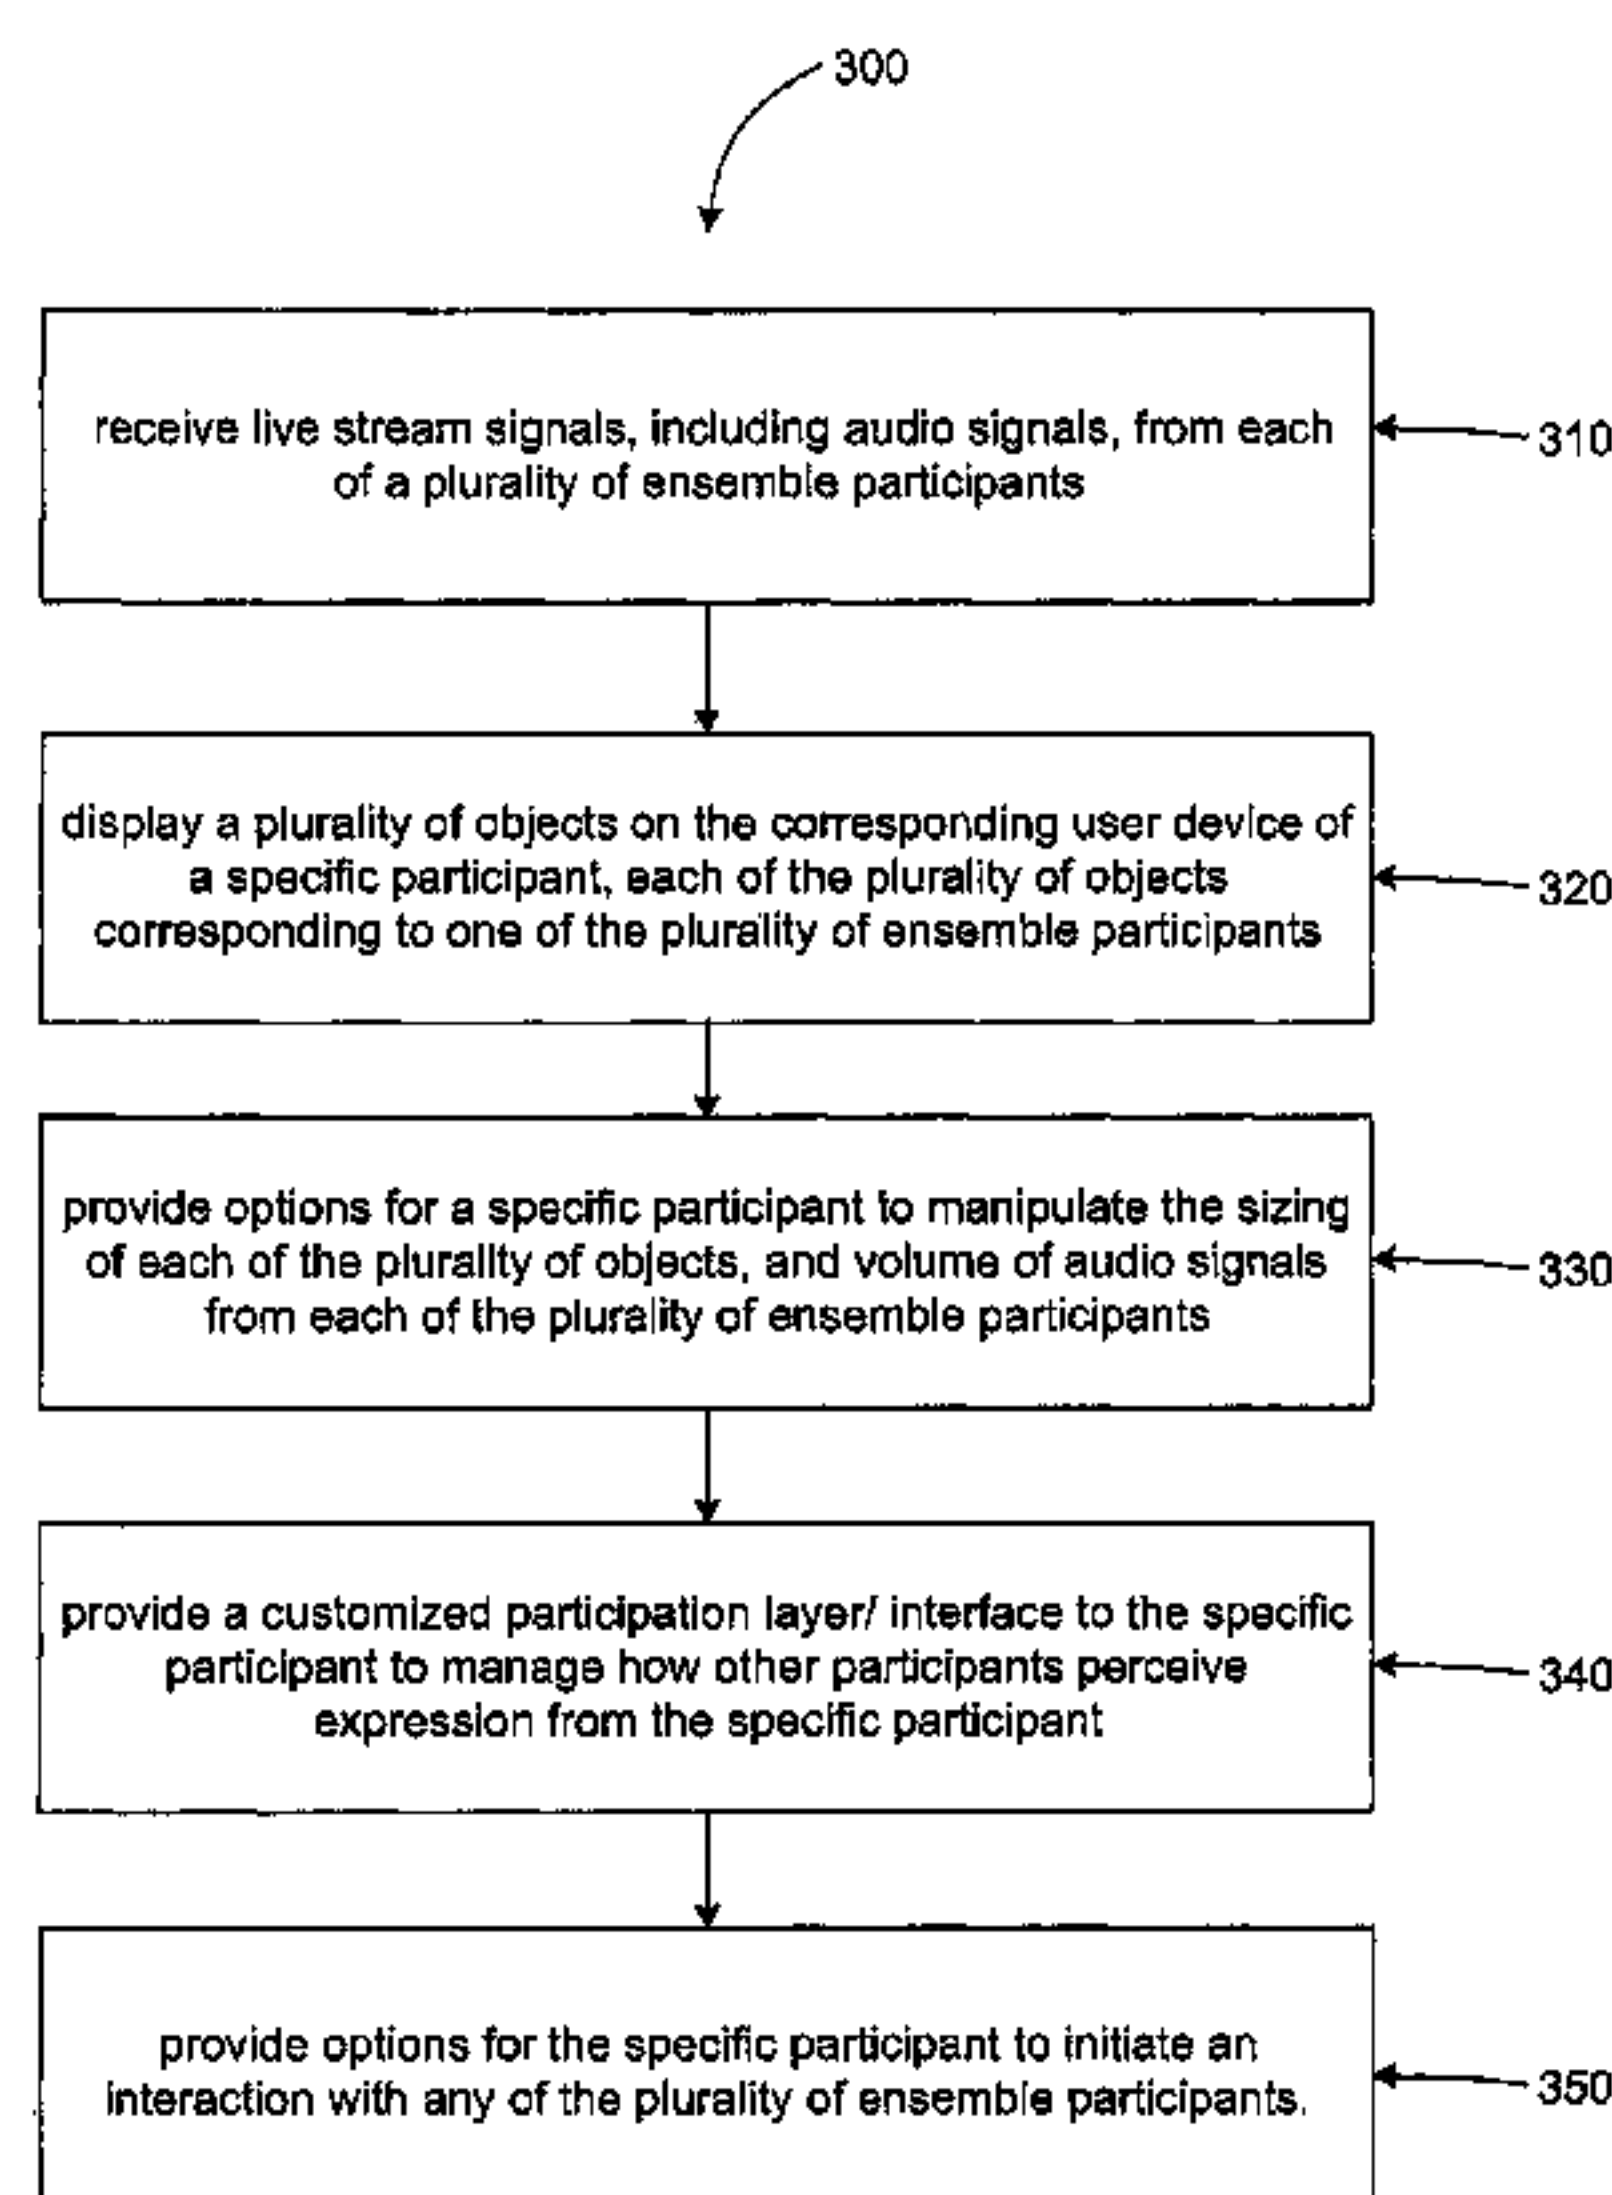 300
receive live stream signals, including audio signals, from each
of a plurality of ensemble participants
310
display a plurality of objects on the corresponding user device of
a specific participant, each of the plurality of objects
corresponding to one of the plurality of ensemble participants
320
provide options for a specific participant to manipulate the sizing
of each of the plurality of objects, and volume of audio signals
from each of the plurality of ensemble participants
330
provide a customized participation layer/ interface to the specific
participant to manage how other participants perceive
expression from the specific participant
340
provide options for the specific participant to initiate an
interaction with any of the plurality of ensemble participants.
350